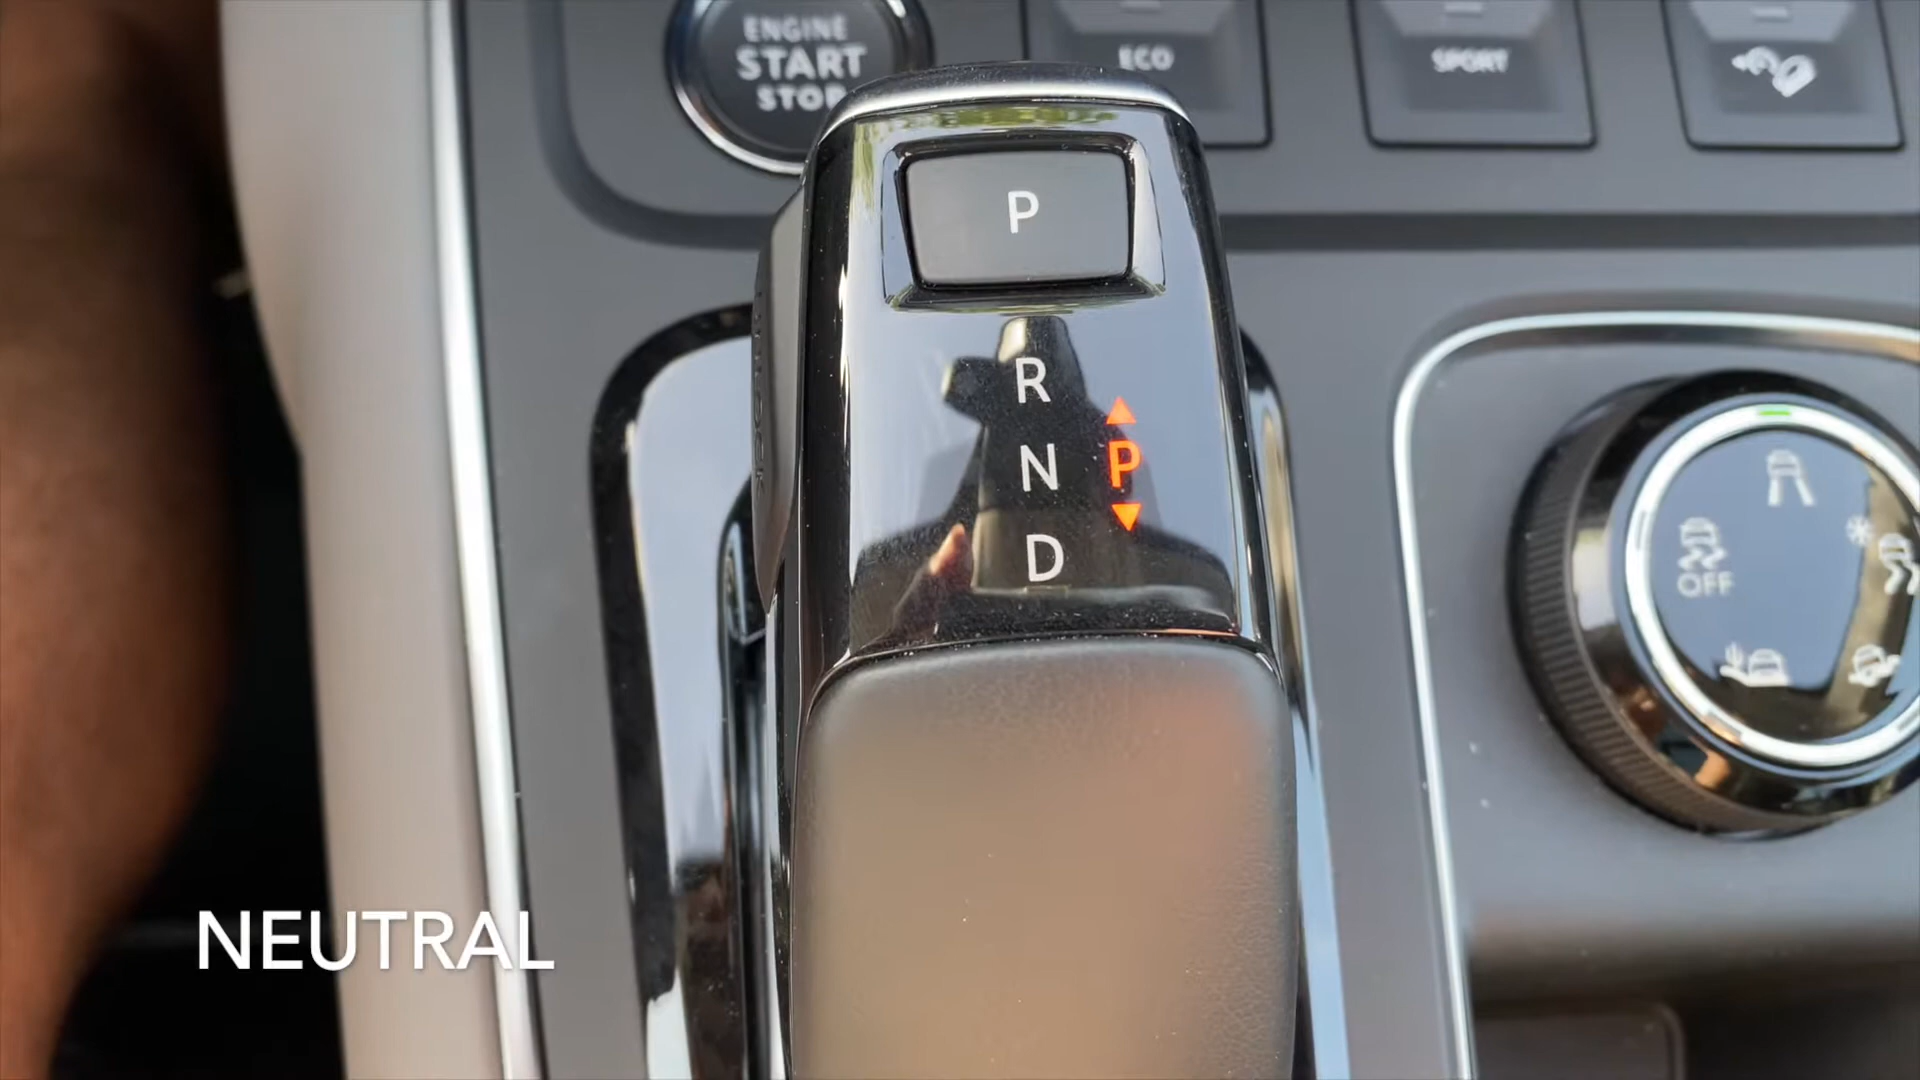 ENGINE
START
STOP
ECO
SPORT
P
R
N
P
D
OFF
NEUTRAL